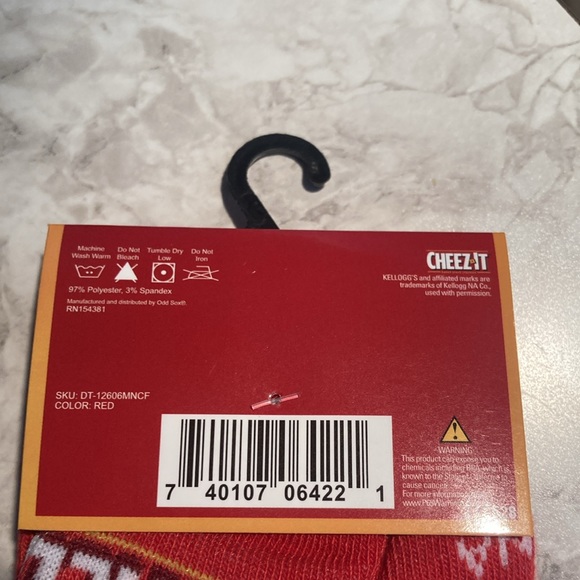 Machine Wash Warm
Do Not Bleach
Tumble Dry Low
Do Not Iron
97% Polyester, 3% Spandex
Manufactured and distributed by Odd Sox®.
RN154381
CHEEZ-IT
KELLOGG'S and affiliated marks are
trademarks of Kellogg NA Co.,
used with permission.
SKU: DT-12606MNCF
COLOR: RED
7 40107 06422 1
WARNING
This product can expose you to
chemicals including
known to the State
cause cancer
For more